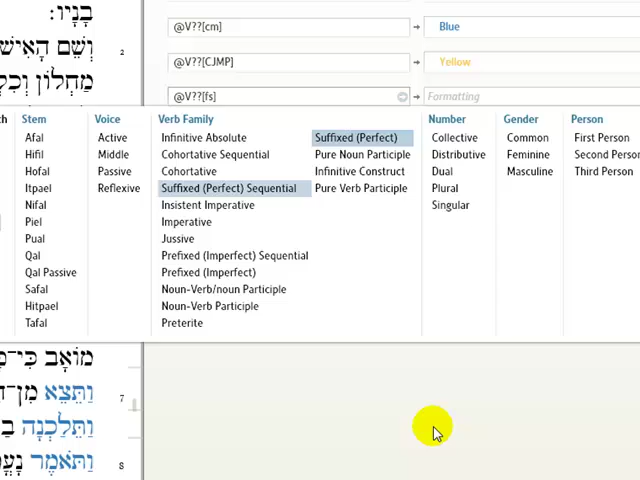 בָּנָיו׃
וְשֵׁם הָאִישׁ
2
מַחְלוֹן וְכִלְ
@V??[cm] → Blue
@V??[CJMP] → Yellow
@V??[fs] → Formatting
Stem Voice Verb Family Number Gender Person
Afal Active Infinitive Absolute Suffixed (Perfect) Collective Common First Person
Hifil Middle Cohortative Sequential Pure Noun Participle Distributive Feminine Second Person
Hofal Passive Cohortative Infinitive Construct Dual Masculine Third Person
Itpael Reflexive Suffixed (Perfect) Sequential Pure Verb Participle Plural
Nifal Insistent Imperative Singular
Piel Imperative
Pual Jussive
Qal Prefixed (Imperfect) Sequential
Qal Passive Prefixed (Imperfect)
Safal Noun-Verb/noun Participle
Hitpael Noun-Verb Participle
Tafal Preterite
מוֹאָב כִּי־פָ
וַתֵּצֵא מִן־הַ
7
וַתֵּלַכְנָה בַ
וַתֹּאמֶר נָעֳ
8